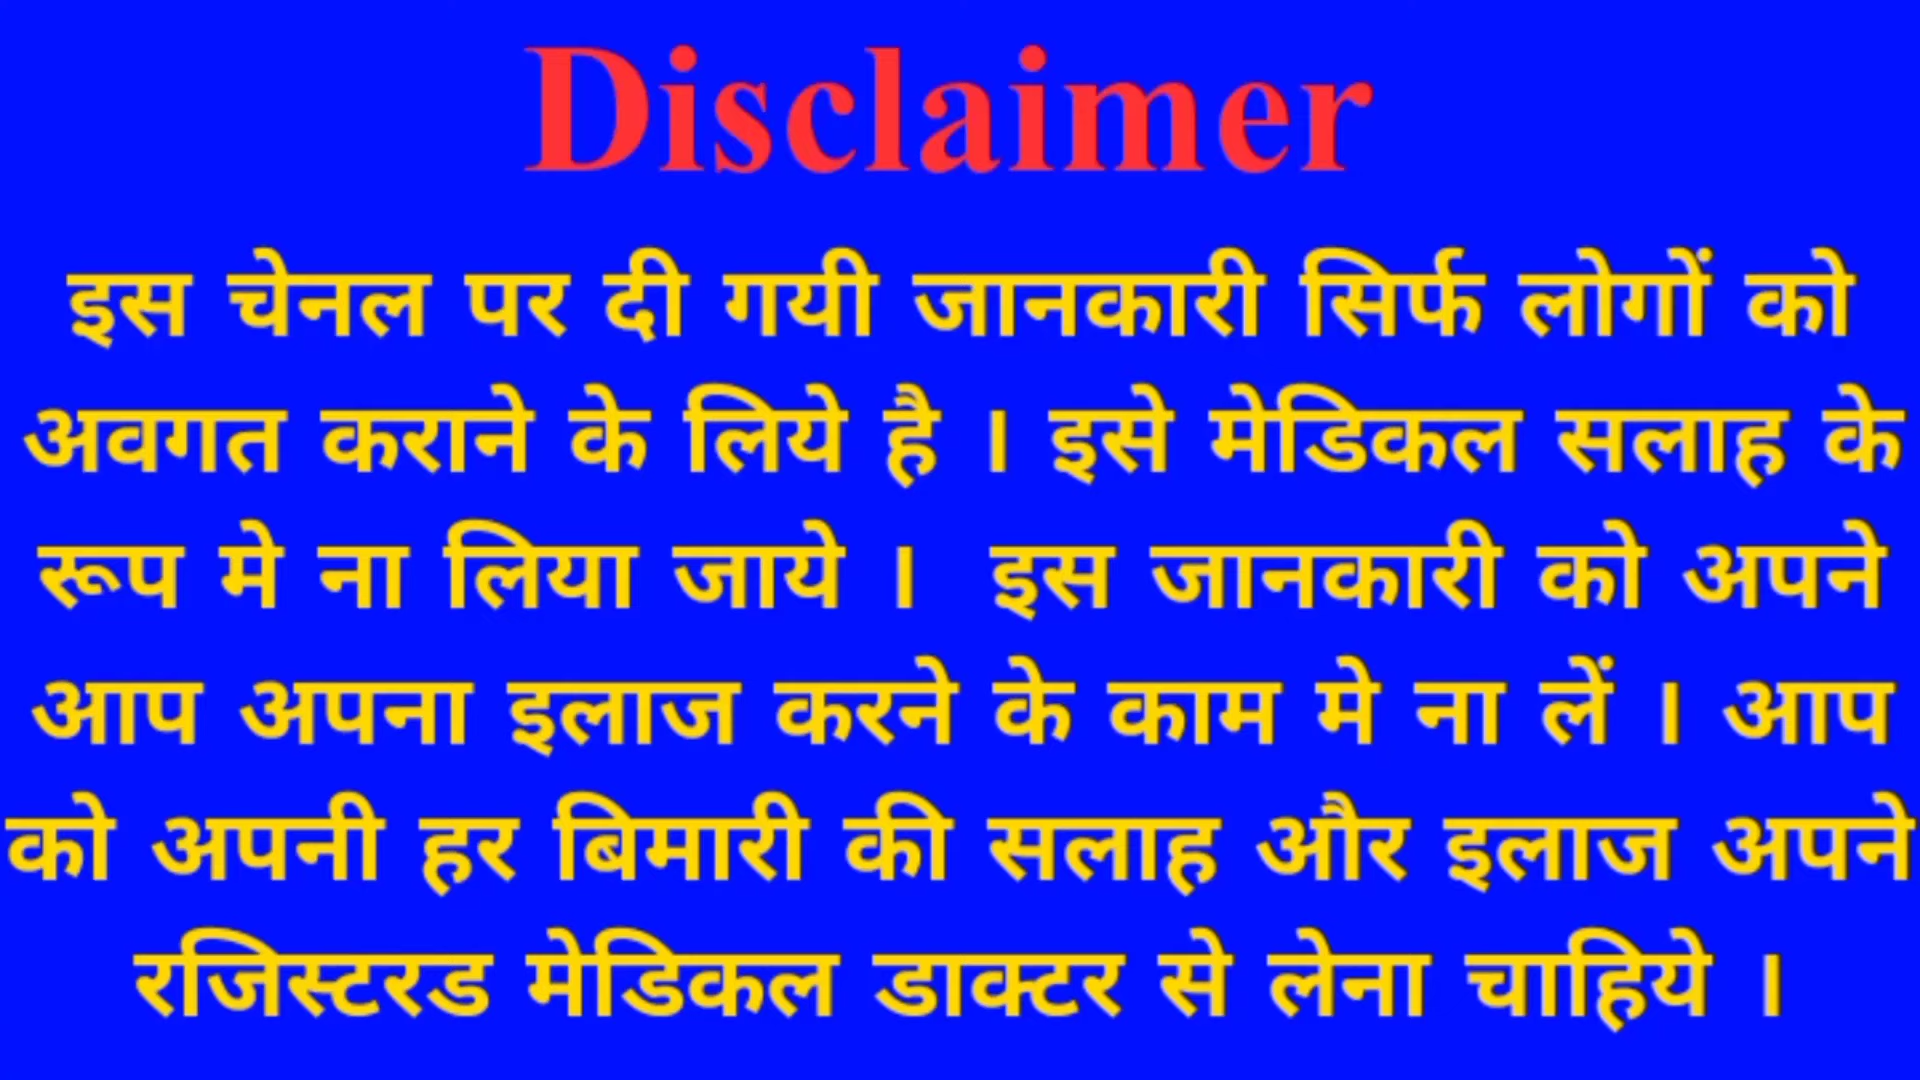 Disclaimer
इस चेनल पर दी गयी जानकारी सिर्फ लोगों को
अवगत कराने के लिये है । इसे मेडिकल सलाह के
रूप मे ना लिया जाये । इस जानकारी को अपने
आप अपना इलाज करने के काम मे ना लें । आप
को अपनी हर बिमारी की सलाह और इलाज अपने
रजिस्टरड मेडिकल डाक्टर से लेना चाहिये ।